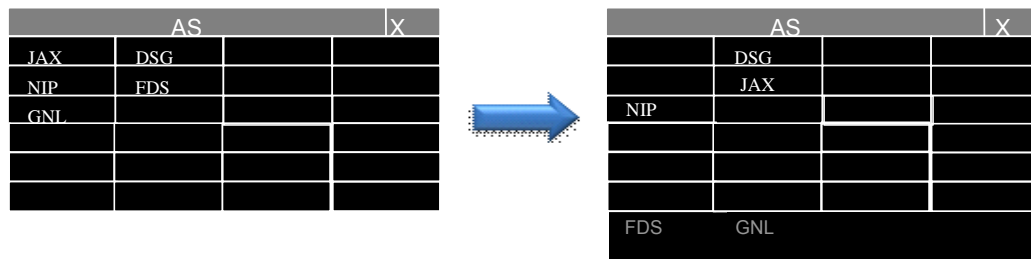 AS X
JAX DSG
NIP FDS
GNL
AS X
DSG
JAX
NIP
FDS GNL